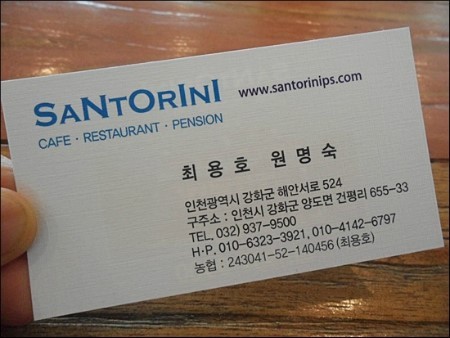 SANTORINI www.santorinips.com
CAFE · RESTAURANT · PENSION
최용호 원명숙
인천광역시 강화군 해안서로 524
구주소 : 인천시 강화군 양도면 건평리 655-33
TEL. 032) 937-9500
H·P. 010-6323-3921, 010-4142-6797
농협 : 243041-52-140456 (최용호)